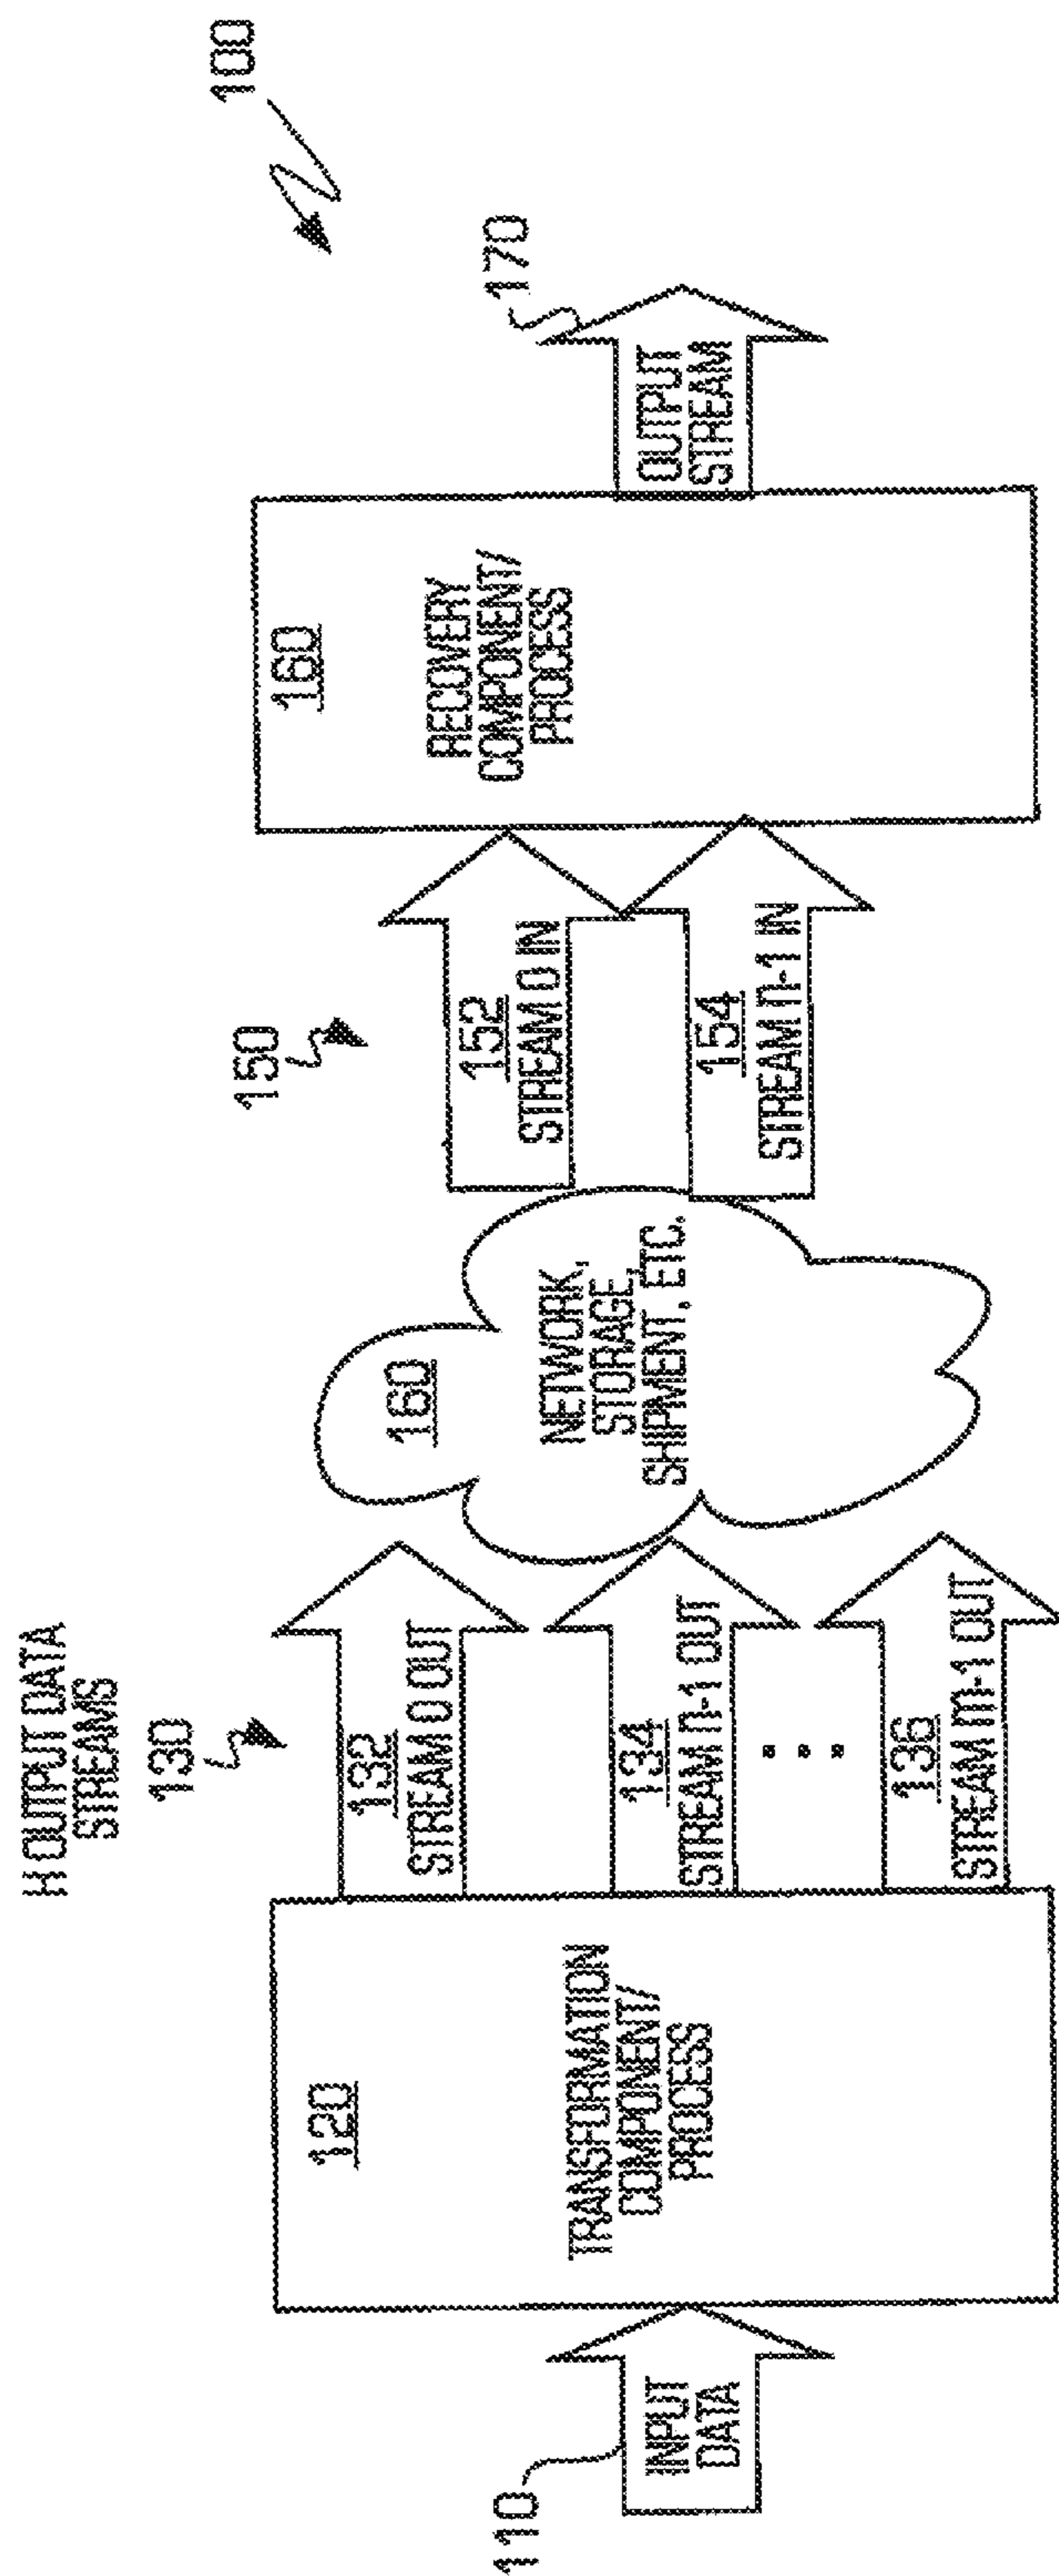 H OUTPUT DATA
STREAMS
130
110
INPUT
DATA
120
TRANSFORMATION
COMPONENT/
PROCESS
132
STREAM 0 OUT
134
STREAM n-1 OUT
136
STREAM m-1 OUT
160
NETWORK,
STORAGE,
SHIPMENT, ETC.
150
152
STREAM 0 IN
154
STREAM n-1 IN
160
RECOVERY
COMPONENT/
PROCESS
OUTPUT
STREAM
170
100